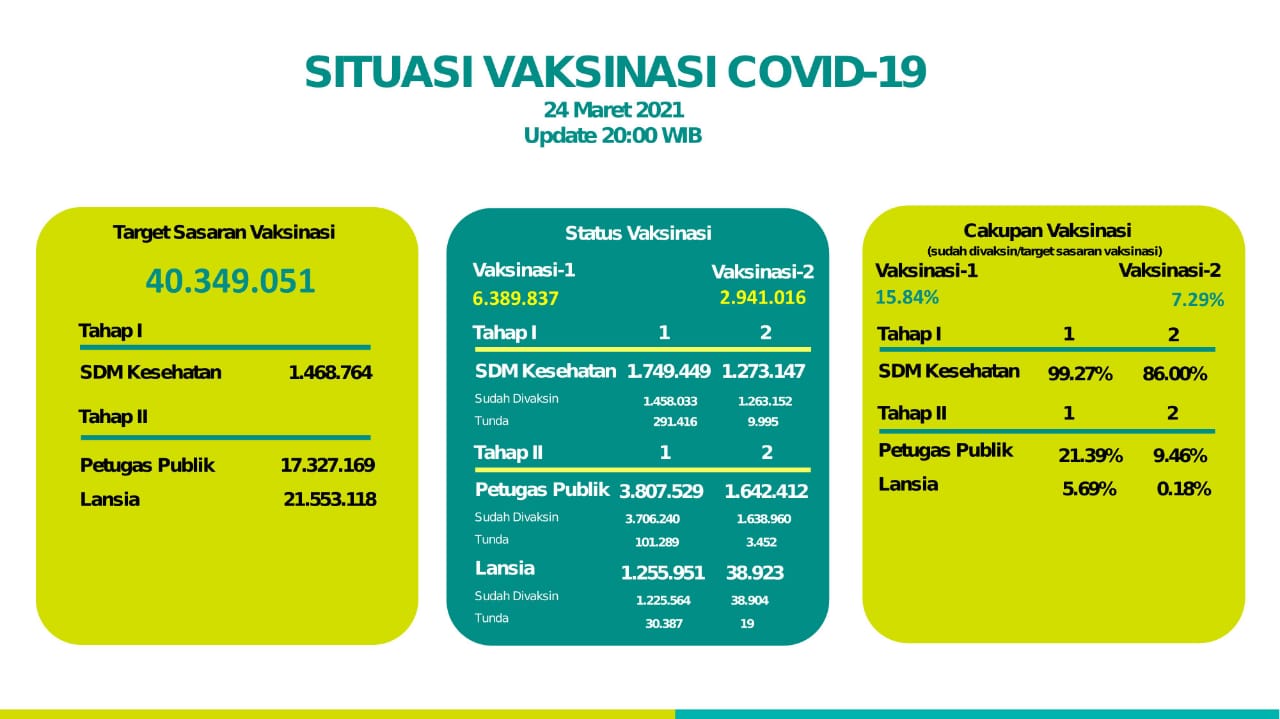 SITUASI VAKSINASI COVID-19
24 Maret 2021
Update 20:00 WIB
Target Sasaran Vaksinasi
40.349.051
Tahap I
SDM Kesehatan 1.468.764
Tahap II
Petugas Publik 17.327.169
Lansia 21.553.118
Status Vaksinasi
Vaksinasi-1 Vaksinasi-2
6.389.837 2.941.016
Tahap I 1 2
SDM Kesehatan 1.749.449 1.273.147
Sudah Divaksin 1.458.033 1.263.152
Tunda 291.416 9.995
Tahap II 1 2
Petugas Publik 3.807.529 1.642.412
Sudah Divaksin 3.706.240 1.638.960
Tunda 101.289 3.452
Lansia 1.255.951 38.923
Sudah Divaksin 1.225.564 38.904
Tunda 30.387 19
Cakupan Vaksinasi
(sudah divaksin/target sasaran vaksinasi)
Vaksinasi-1 Vaksinasi-2
15.84% 7.29%
Tahap I 1 2
SDM Kesehatan 99.27% 86.00%
Tahap II 1 2
Petugas Publik 21.39% 9.46%
Lansia 5.69% 0.18%